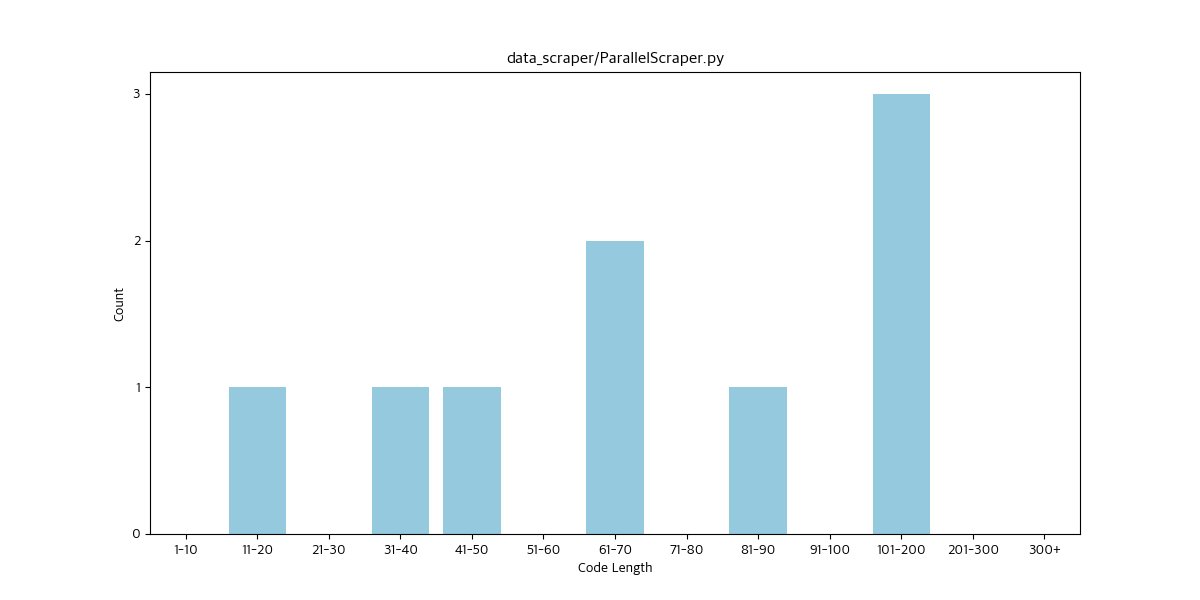 data_scraper/ParallelScraper.py
3
2
1
0
Count
1-10 11-20 21-30 31-40 41-50 51-60 61-70 71-80 81-90 91-100 101-200 201-300 300+
Code Length